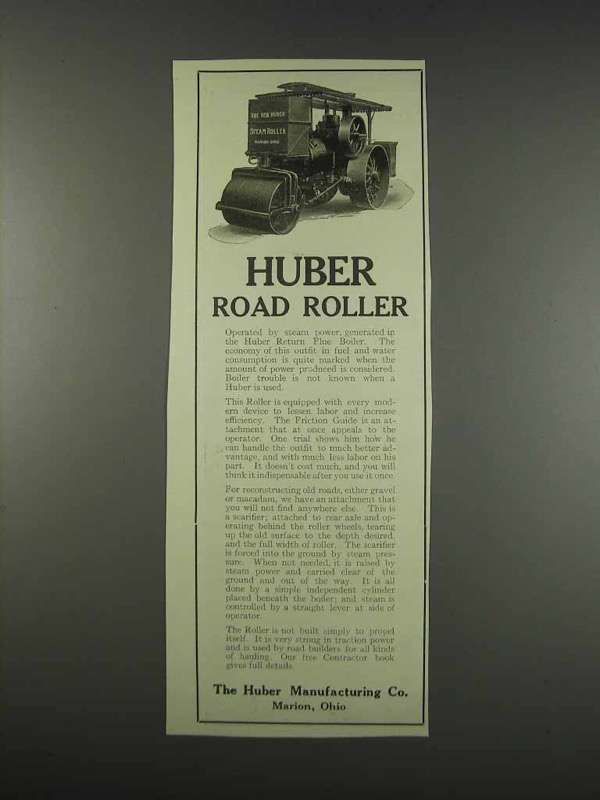 THE NEW HUBER
STEAM ROLLER
MARION OHIO
HUBER
ROAD ROLLER
Operated by steam power, generated in
the Huber Return Flue Boiler. The
economy of this outfit in fuel and water
consumption is quite marked when the
amount of power produced is considered.
Boiler trouble is not known when a
Huber is used.
This Roller is equipped with every mod-
ern device to lessen labor and increase
efficiency. The Friction Guide is an at-
tachment that at once appeals to the
operator. One trial shows him how he
can handle the outfit to much better ad-
vantage, and with much less labor on his
part. It doesn't cost much, and you will
think it indispensable after you use it once.
For reconstructing old roads, either gravel
or macadam, we have an attachment that
you will not find anywhere else. This is
a scarifier; attached to rear axle and op-
erating behind the roller wheels, tearing
up the old surface to the depth desired,
and the full width of roller. The scarifier
is forced into the ground by steam pres-
sure. When not needed, it is raised by
steam power and carried clear of the
ground and out of the way. It is all
done by a simple independent cylinder
placed beneath the boiler; and steam is
controlled by a straight lever at side of
operator.
The Roller is not built simply to propel
itself. It is very strong in traction power
and is used by road builders for all kinds
of hauling. Our free Contractor book
gives full details.
The Huber Manufacturing Co.
Marion, Ohio